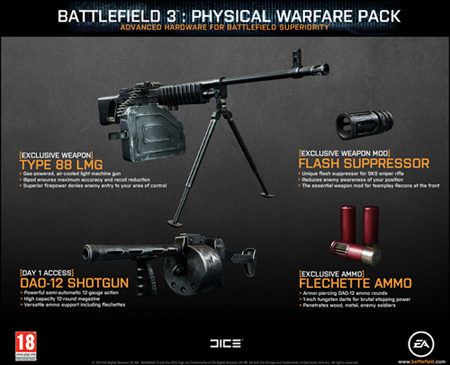 BATTLEFIELD 3 : PHYSICAL WARFARE PACK
ADVANCED HARDWARE FOR BATTLEFIELD SUPERIORITY
[EXCLUSIVE WEAPON]
TYPE 88 LMG
• Gas-powered, air-cooled light machine gun
• Bipod ensures maximum accuracy and recoil reduction
• Superior firepower denies enemy entry to your area of control
[EXCLUSIVE WEAPON MOD]
FLASH SUPPRESSOR
• Unique flash suppressor for SKS sniper rifle
• Reduces enemy awareness of your position
• The essential weapon mod for teamplay Recons at the front
[DAY 1 ACCESS]
DAO-12 SHOTGUN
• Powerful semi-automatic 12-gauge action
• High capacity 12-round magazine
• Versatile ammo support including flechettes
[EXCLUSIVE AMMO]
FLECHETTE AMMO
• Armor-piercing DAO-12 ammo rounds
• 1-inch tungsten darts for brutal stopping power
• Penetrates wood, metal, enemy soldiers
18
www.pegi.info
DICE
EA
www.battlefield.com